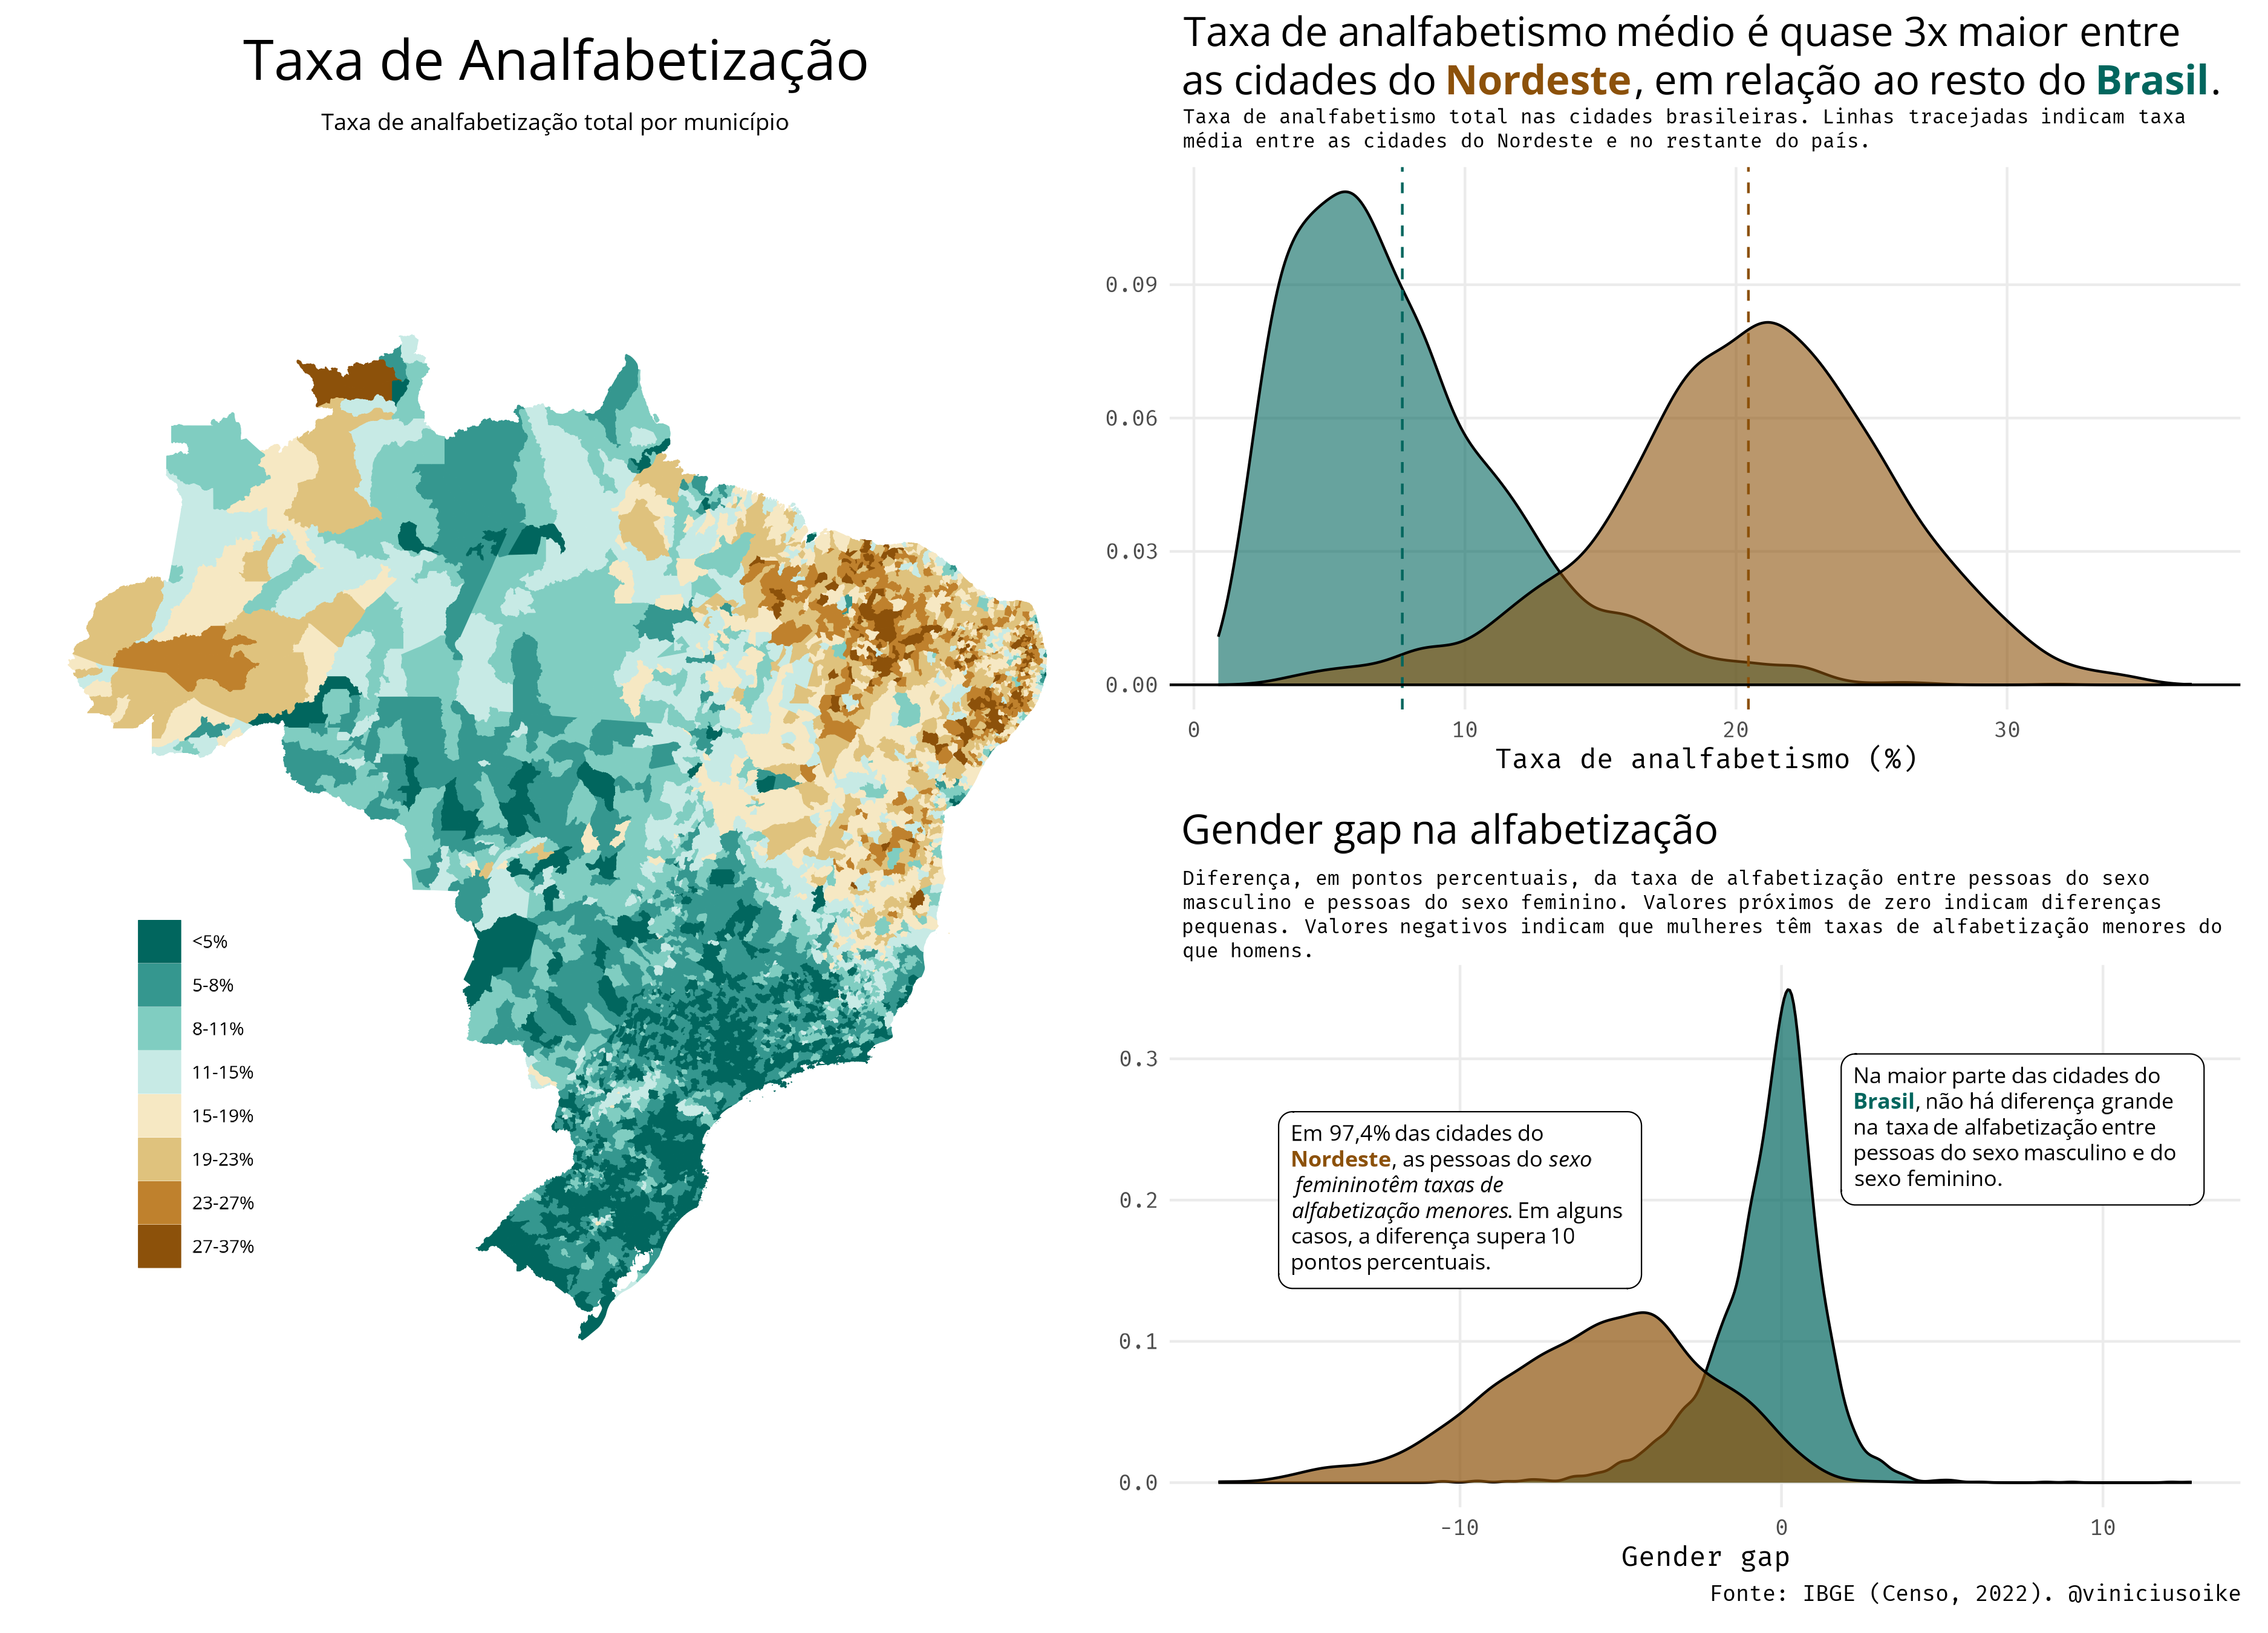 Taxa de Analfabetização
Taxa de analfabetização total por município
<5%
5-8%
8-11%
11-15%
15-19%
19-23%
23-27%
27-37%
Taxa de analfabetismo médio é quase 3x maior entre
as cidades do Nordeste, em relação ao resto do Brasil.
Taxa de analfabetismo total nas cidades brasileiras. Linhas tracejadas indicam taxa
média entre as cidades do Nordeste e no restante do país.
0.09
0.06
0.03
0.00
0 10 20 30
Taxa de analfabetismo (%)
Gender gap na alfabetização
Diferença, em pontos percentuais, da taxa de alfabetização entre pessoas do sexo
masculino e pessoas do sexo feminino. Valores próximos de zero indicam diferenças
pequenas. Valores negativos indicam que mulheres têm taxas de alfabetização menores do
que homens.
0.3
0.2
0.1
0.0
Em 97,4% das cidades do
Nordeste, as pessoas do sexo
femininotêm taxas de
alfabetização menores. Em alguns
casos, a diferença supera 10
pontos percentuais.
Na maior parte das cidades do
Brasil, não há diferença grande
na taxa de alfabetização entre
pessoas do sexo masculino e do
sexo feminino.
-10 0 10
Gender gap
Fonte: IBGE (Censo, 2022). @viniciusoike